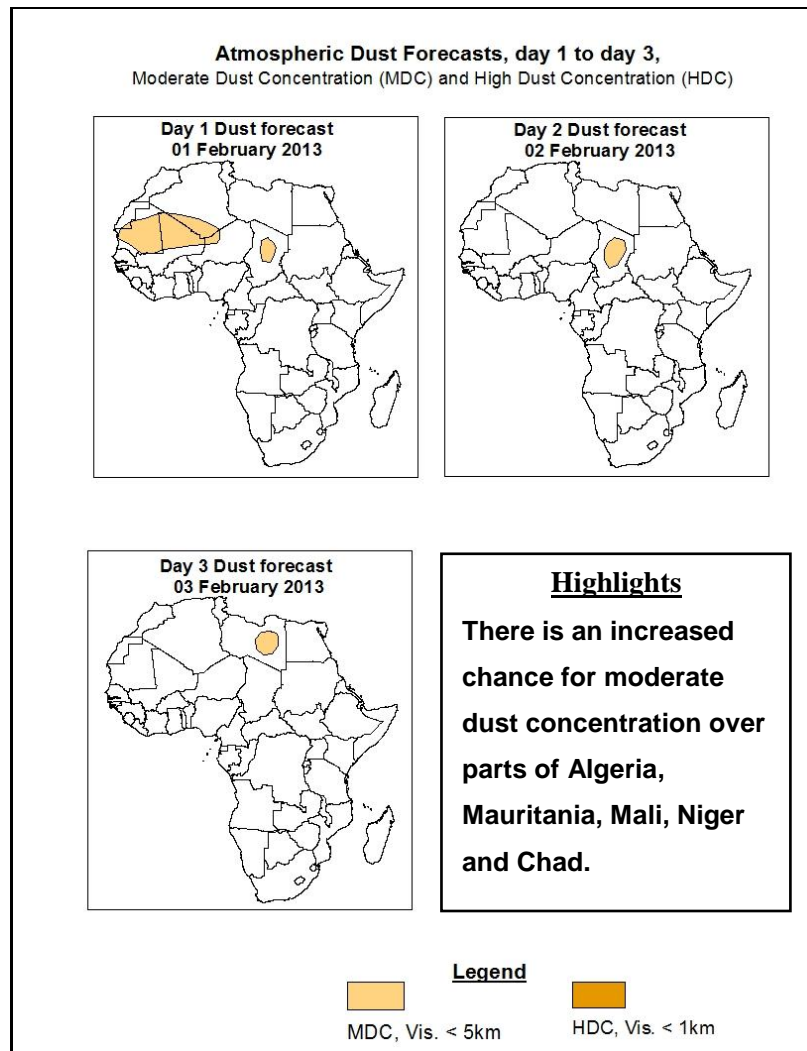 Atmospheric Dust Forecasts, day 1 to day 3,
Moderate Dust Concentration (MDC) and High Dust Concentration (HDC)
Day 1 Dust forecast
01 February 2013
Day 2 Dust forecast
02 February 2013
Day 3 Dust forecast
03 February 2013
Highlights
There is an increased
chance for moderate
dust concentration over
parts of Algeria,
Mauritania, Mali, Niger
and Chad.
Legend
MDC, Vis. < 5km
HDC, Vis. < 1km